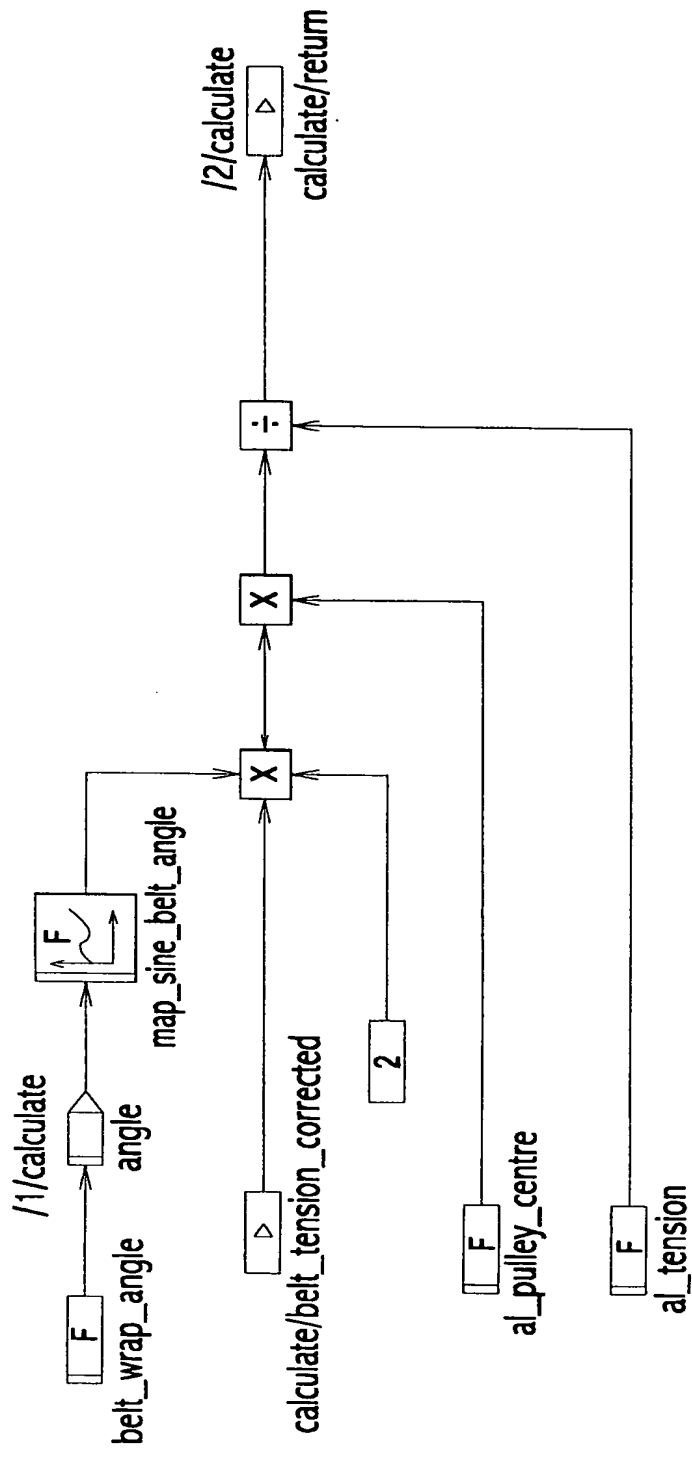 /1/calculate
F
belt_wrap_angle
angle
F
map_sine_belt_angle
calculate/belt_tension_corrected
2
X
X
÷
/2/calculate
calculate/return
F
al_pulley_centre
F
al_tension